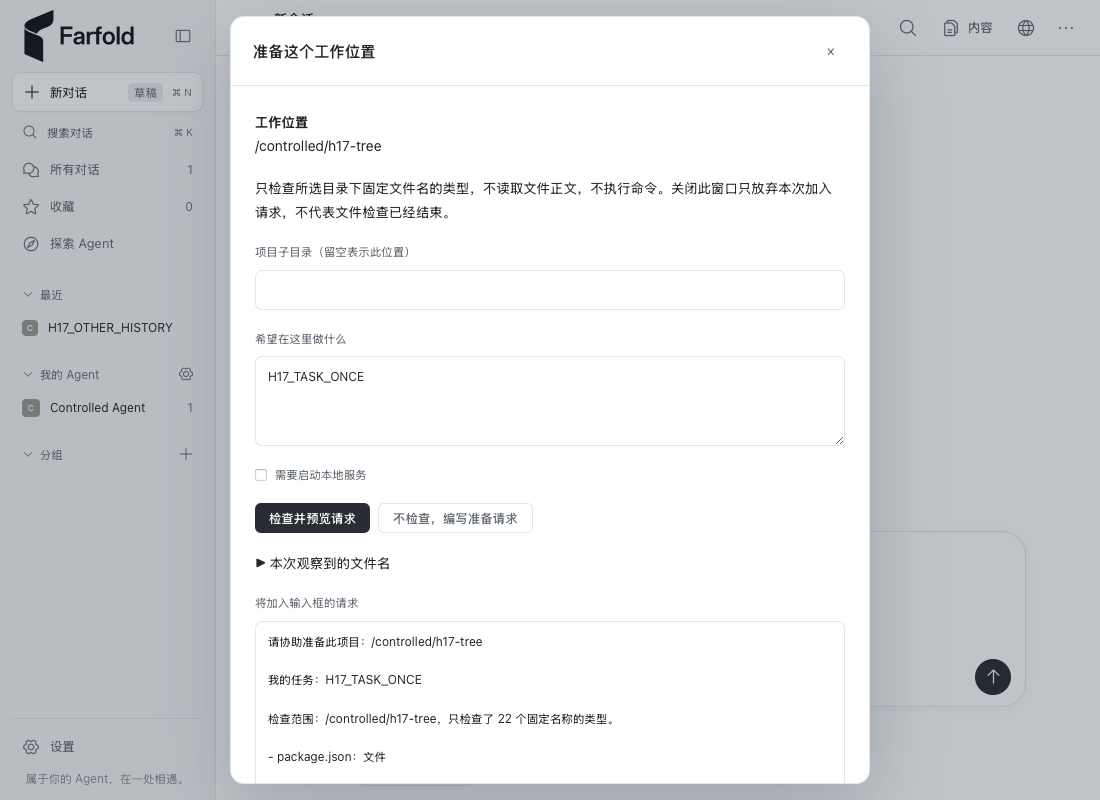 Farfold
新对话
草稿
⌘ N
搜索对话
⌘ K
所有对话
1
收藏
0
探索 Agent
最近
C
H17_OTHER_HISTORY
我的 Agent
C
Controlled Agent
1
分组
设置
属于你的 Agent，在一处相遇。
内容
准备这个工作位置
×
工作位置
/controlled/h17-tree
只检查所选目录下固定文件名的类型，不读取文件正文，不执行命令。关闭此窗口只放弃本次加入
请求，不代表文件检查已经结束。
项目子目录（留空表示此位置）
希望在这里做什么
H17_TASK_ONCE
需要启动本地服务
检查并预览请求
不检查，编写准备请求
本次观察到的文件名
将加入输入框的请求
请协助准备此项目：/controlled/h17-tree
我的任务：H17_TASK_ONCE
检查范围：/controlled/h17-tree，只检查了 22 个固定名称的类型。
- package.json：文件